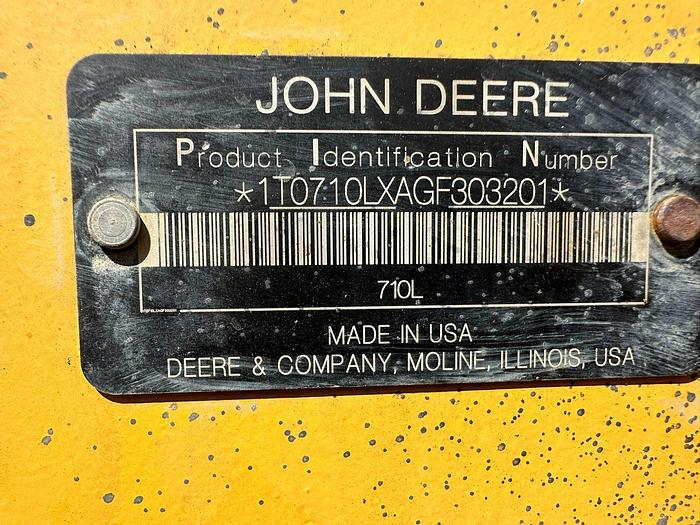 JOHN DEERE
Product Identification Number
*1T0710LXAGF303201*
710L
MADE IN USA
DEERE & COMPANY, MOLINE, ILLINOIS, USA